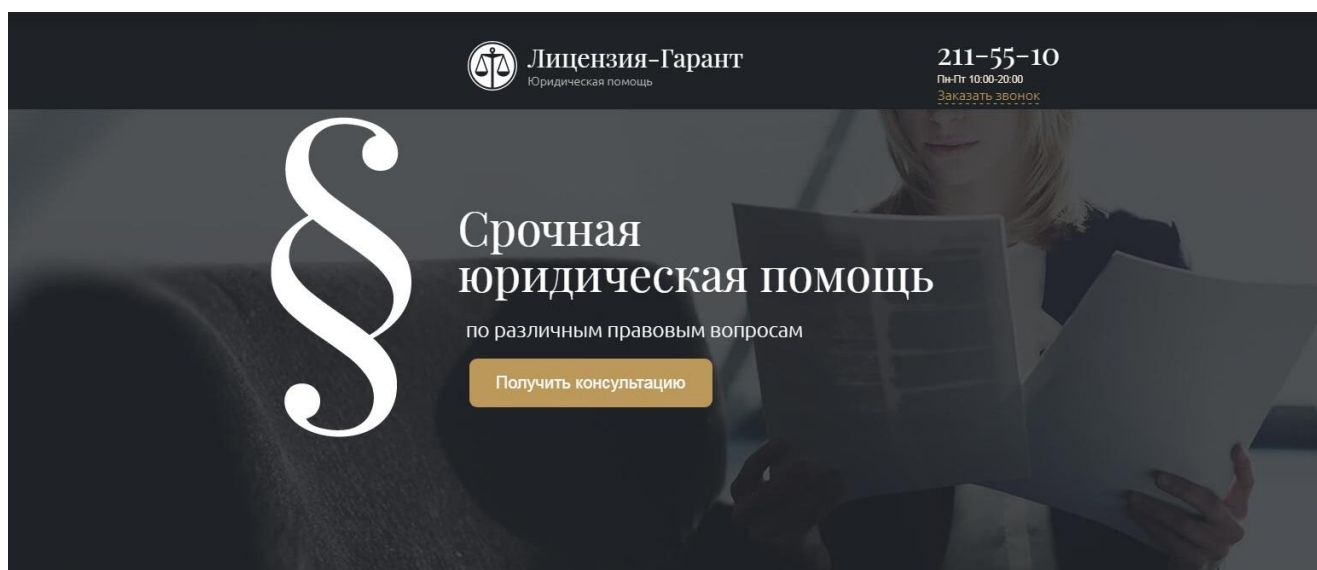 Лицензия-Гарант
Юридическая помощь
211-55-10
Пн-Пт 10:00-20:00
Заказать звонок
§
Срочная
юридическая помощь
по различным правовым вопросам
Получить консультацию